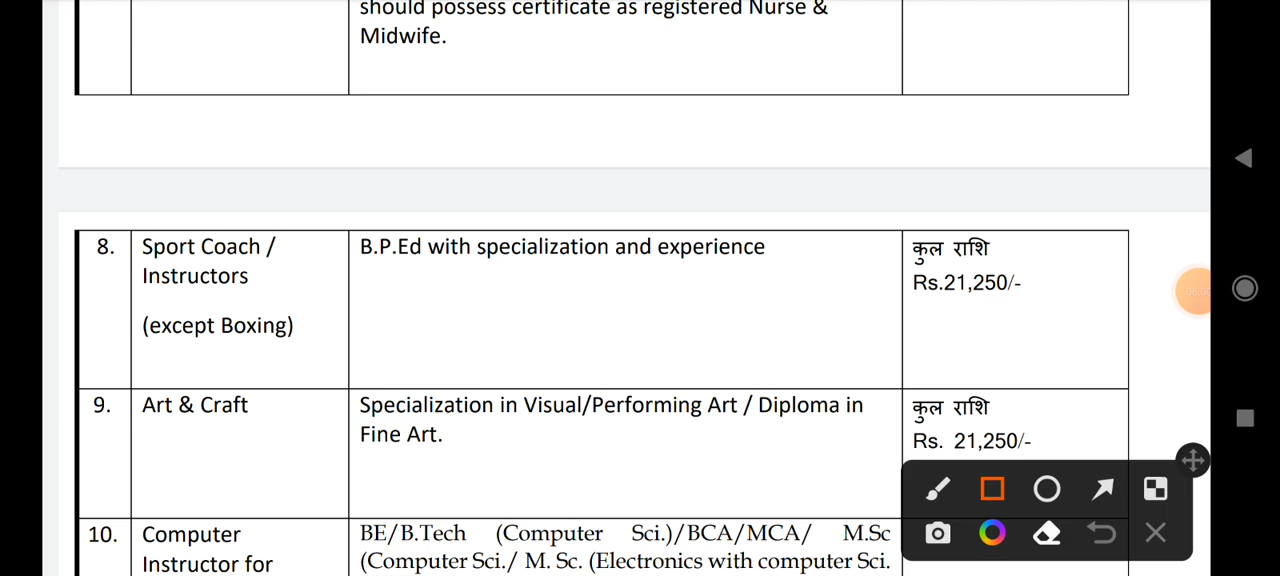 should possess certificate as registered Nurse &
Midwife.
8. Sport Coach / B.P.Ed with specialization and experience कुल राशि
Instructors Rs.21,250/-
(except Boxing)
9. Art & Craft Specialization in Visual/Performing Art / Diploma in कुल राशि
Fine Art. Rs. 21,250/-
10. Computer BE/B.Tech (Computer Sci.)/BCA/MCA/ M.Sc
Instructor for (Computer Sci./ M. Sc. (Electronics with computer Sci.